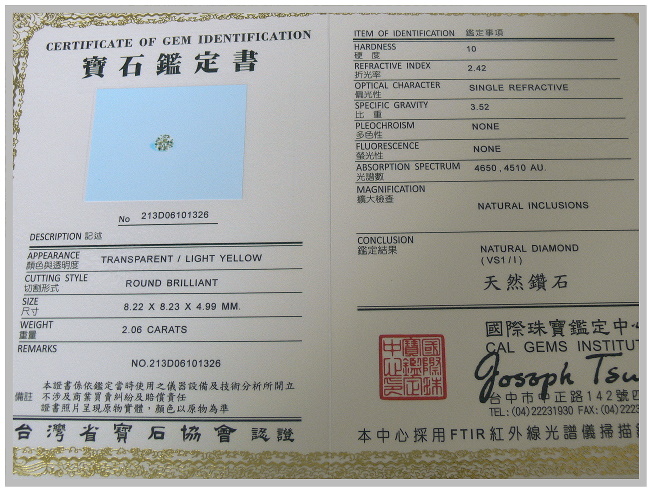 CERTIFICATE OF GEM IDENTIFICATION
寶石鑑定書
No 213D06101326
DESCRIPTION 記述
APPEARANCE TRANSPARENT / LIGHT YELLOW
顏色與透明度
CUTTING STYLE ROUND BRILLIANT
切割形式
SIZE 8.22 X 8.23 X 4.99 MM.
尺寸
WEIGHT 2.06 CARATS
重量
REMARKS
NO.213D06101326
備註
本證書係依鑑定當時使用之儀器設備及技術分析所開立
不涉及商業買賣糾紛及賠償責任
證書照片呈現原物實體，顏色以原物為準
台灣省寶石協會認證
ITEM OF IDENTIFICATION 鑑定事項
HARDNESS 10
硬度
REFRACTIVE INDEX 2.42
折光率
OPTICAL CHARACTER SINGLE REFRACTIVE
偏光性
SPECIFIC GRAVITY 3.52
比重
PLEOCHROISM NONE
多色性
FLUORESCENCE NONE
螢光性
ABSORPTION SPECTRUM 4650,4510 AU
光譜數
MAGNIFICATION
擴大檢查
NATURAL INCLUSIONS
CONCLUSION NATURAL DIAMOND
鑑定結果 (VS1/I)
天然鑽石
國際珠寶鑑定中
CAL GEMS INSTITUT
Joseph Tsu
台中市中正路142號四
TEL:(04)22231930 FAX:(04)2223
本中心採用FTIR紅外線光譜儀掃描